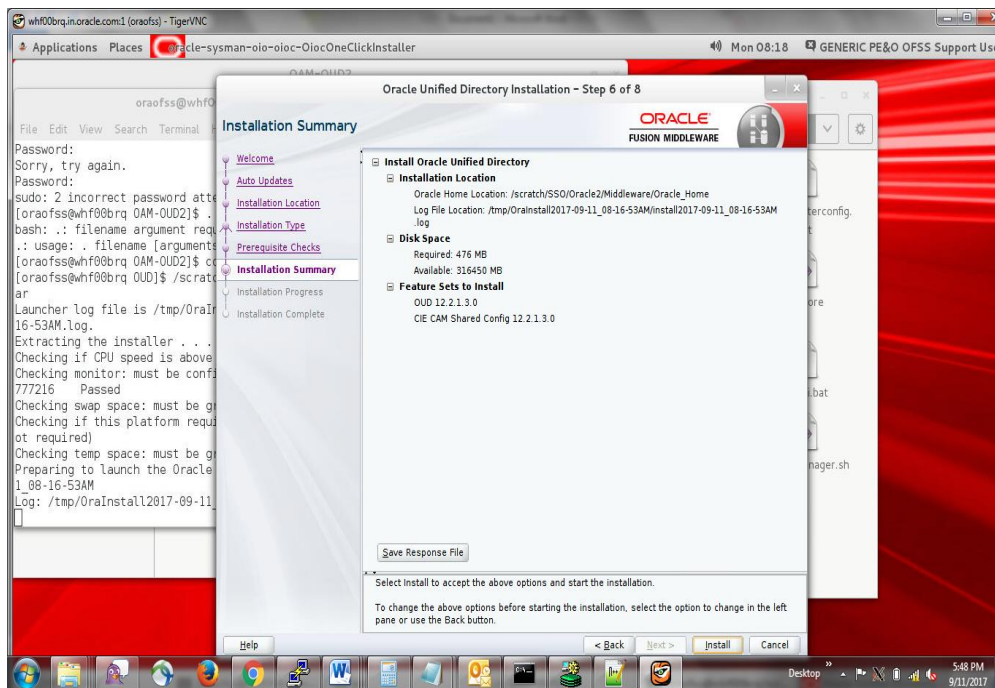 whf00brq.in.oracle.com:1 (oraofss) - TigerVNC
Applications Places oracle-sysman-oio-oioc-OiocOneClickInstaller Mon 08:18 GENERIC PE&O OFSS Support Us
OAM-OUD2
oraofss@whf0
File Edit View Search Terminal
Password:
Sorry, try again.
Password:
sudo: 2 incorrect password atte
[oraofss@whf00brq OAM-OUD2]$ .
bash: .: filename argument requ
.: usage: . filename [arguments
[oraofss@whf00brq OAM-OUD2]$ cd
[oraofss@whf00brq OUD]$ /scrat
ar
Launcher log file is /tmp/OraIn
16-53AM.log.
Extracting the installer . . .
Checking if CPU speed is above
Checking monitor: must be confi
777216 Passed
Checking swap space: must be gr
Checking if this platform requi
ot required)
Checking temp space: must be gr
Preparing to launch the Oracle
1_08-16-53AM
Log: /tmp/OraInstall2017-09-11_
Oracle Unified Directory Installation - Step 6 of 8
Installation Summary
ORACLE
FUSION MIDDLEWARE
Welcome
Auto Updates
Installation Location
Installation Type
Prerequisite Checks
Installation Summary
Installation Progress
Installation Complete
Install Oracle Unified Directory
Installation Location
Oracle Home Location: /scratch/SSO/Oracle2/Middleware/Oracle_Home
Log File Location: /tmp/OraInstall2017-09-11_08-16-53AM/install2017-09-11_08-16-53AM
.log
Disk Space
Required: 476 MB
Available: 316450 MB
Feature Sets to Install
OUD 12.2.1.3.0
CIE CAM Shared Config 12.2.1.3.0
Save Response File
Select Install to accept the above options and start the installation.
To change the above options before starting the installation, select the option to change in the left
pane or use the Back button.
Help
< Back Next > Install Cancel
terconfig.
t
ore
i.bat
nager.sh
Desktop
5:48 PM
9/11/2017